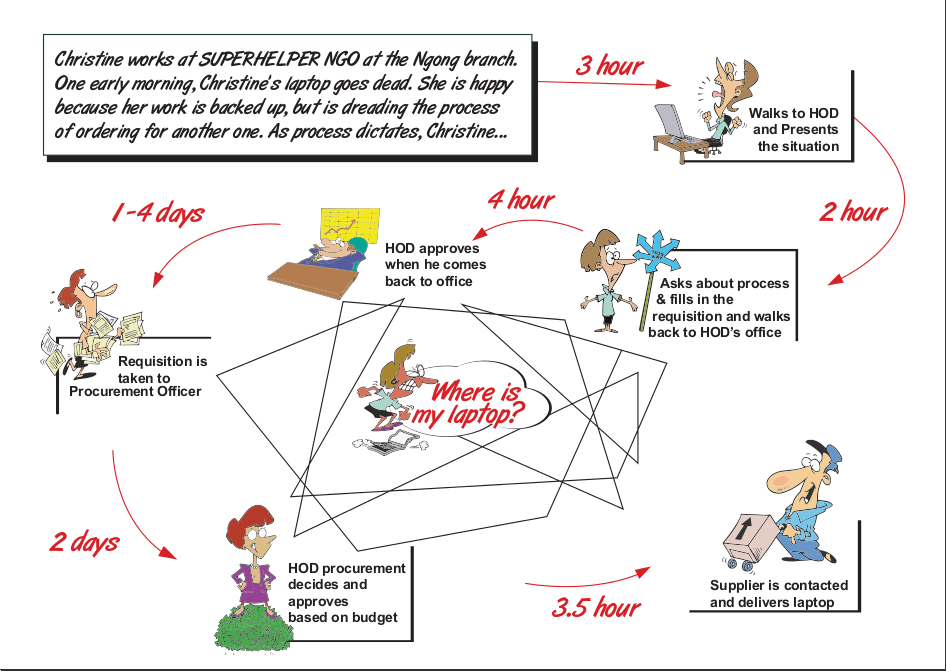 Christine works at SUPERHELPER NGO at the Ngong branch.
One early morning, Christine's laptop goes dead. She is happy
because her work is backed up, but is dreading the process
of ordering for another one. As process dictates, Christine...
3 hour
Walks to HOD
and Presents
the situation
2 hour
Asks about process
& fills in the
requisition and walks
back to HOD's office
4 hour
HOD approves
when he comes
back to office
1-4 days
Requisition is
taken to
Procurement Officer
2 days
HOD procurement
decides and
approves
based on budget
3.5 hour
Supplier is contacted
and delivers laptop
Where is
my laptop?